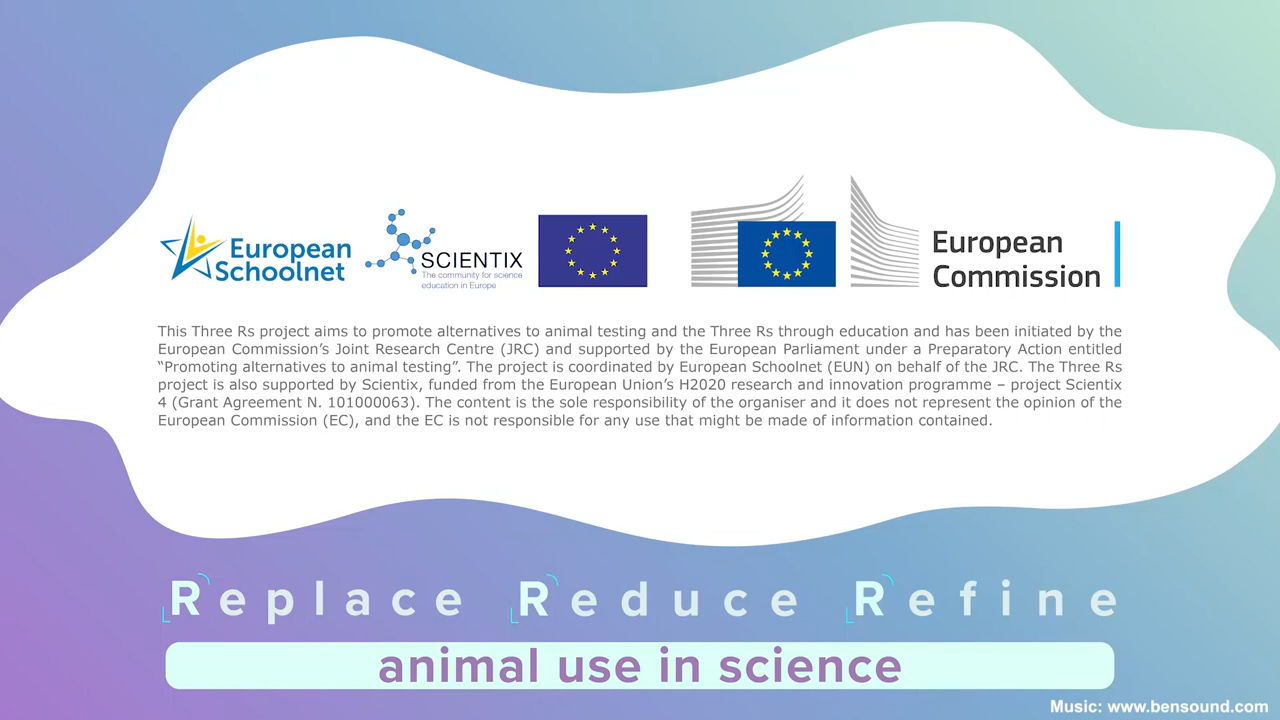 European
Schoolnet
SCIENTIX
The community for science
education in Europe
European
Commission
This Three Rs project aims to promote alternatives to animal testing and the Three Rs through education and has been initiated by the
European Commission’s Joint Research Centre (JRC) and supported by the European Parliament under a Preparatory Action entitled
“Promoting alternatives to animal testing”. The project is coordinated by European Schoolnet (EUN) on behalf of the JRC. The Three Rs
project is also supported by Scientix, funded from the European Union’s H2020 research and innovation programme – project Scientix
4 (Grant Agreement N. 101000063). The content is the sole responsibility of the organiser and it does not represent the opinion of the
European Commission (EC), and the EC is not responsible for any use that might be made of information contained.
Replace Reduce Refine
animal use in science
Music: www.bensound.com